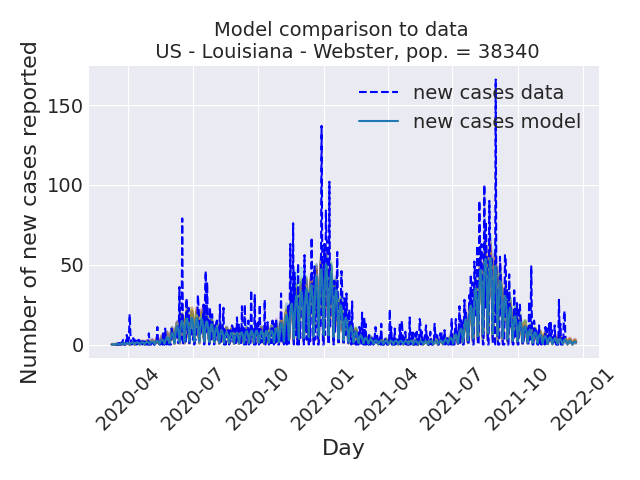 Model comparison to data
US - Louisiana - Webster, pop. = 38340
Number of new cases reported
150
100
50
0
new cases data
new cases model
2020-04
2020-07
2020-10
2021-01
2021-04
2021-07
2021-10
2022-01
Day